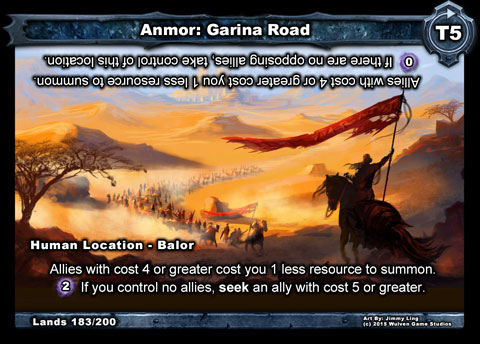 Anmor: Garina Road
T5
Allies with cost 4 or greater cost you 1 less resource to summon.
0 If there are no opposing allies, take control of this location.
Human Location - Balor
Allies with cost 4 or greater cost you 1 less resource to summon.
2 If you control no allies, seek an ally with cost 5 or greater.
Lands 183/200
Art By: Jimmy Ling
(c) 2015 Wulven Game Studios